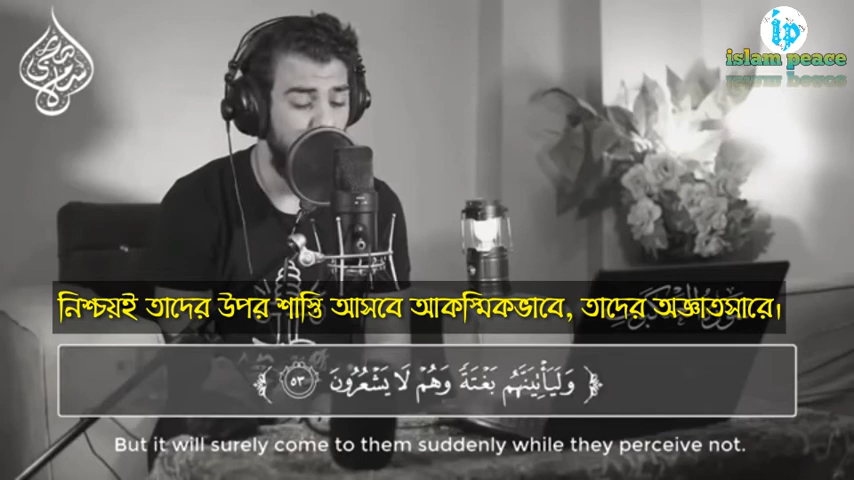 ip
islam peace
নিশ্চয়ই তাদের উপর শাস্তি আসবে আকস্মিকভাবে, তাদের অজ্ঞাতসারে।
وَلَيَأْتِيَنَّهُم بَغْتَةً وَهُمْ لَا يَشْعُرُونَ ﴿٥٣﴾
But it will surely come to them suddenly while they perceive not.